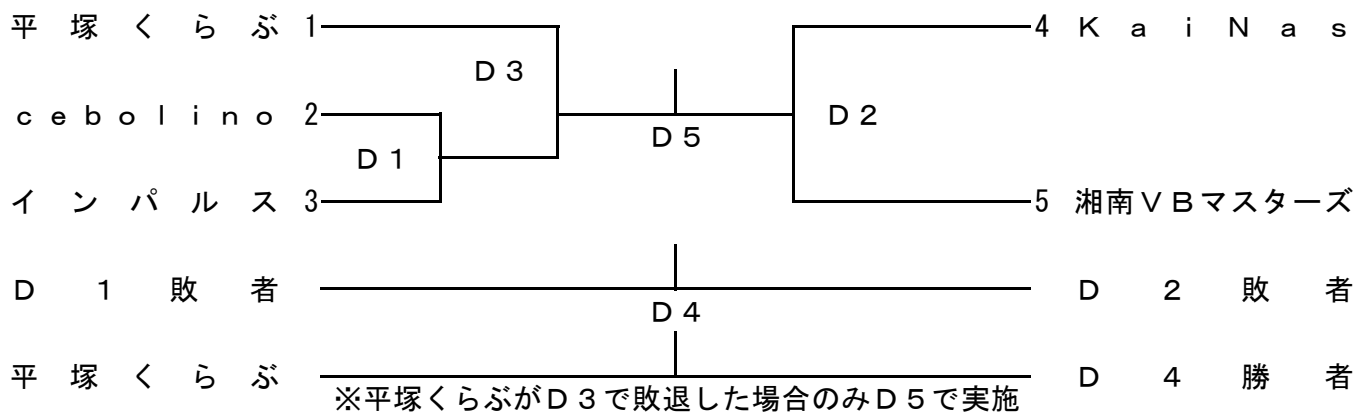 平塚くらぶ 1 4 ＫａｉＮａｓ
Ｄ３
ｃｅｂｏｌｉｎｏ 2 Ｄ２
Ｄ５
Ｄ１
インパルス 3 5 湘南ＶＢマスターズ
Ｄ１敗者 Ｄ２敗者
Ｄ４
平塚くらぶ Ｄ４勝者
※平塚くらぶがＤ３で敗退した場合のみＤ５で実施